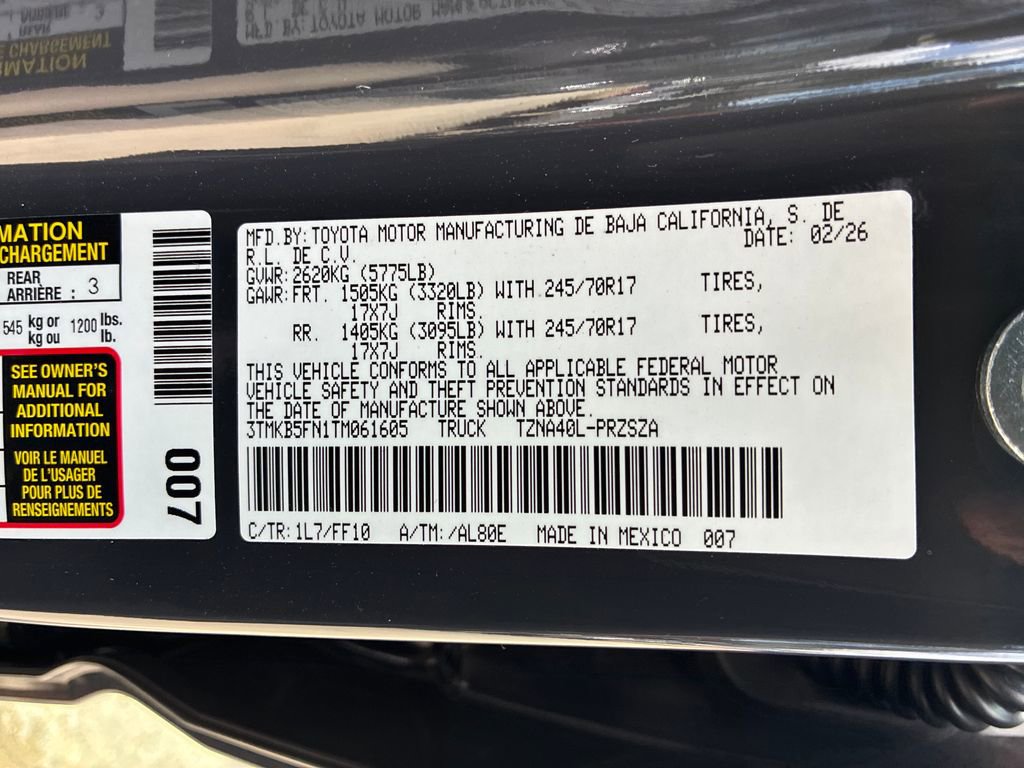 MATION
CHARGEMENT
REAR
ARRIÈRE : 3
545 kg or kg ou 1200 lbs. lb.
SEE OWNER'S
MANUAL FOR
ADDITIONAL
INFORMATION
VOIR LE MANUEL
DE L'USAGER
POUR PLUS DE
RENSEIGNEMENTS
007
MFD.BY:TOYOTA MOTOR MANUFACTURING DE BAJA CALIFORNIA, S. DE
R.L. DE C.V. DATE: 02/26
GVWR:2620KG (5775LB)
GAWR:FRT. 1505KG (3320LB) WITH 245/70R17 TIRES,
17X7J RIMS.
RR. 1405KG (3095LB) WITH 245/70R17 TIRES,
17X7J RIMS.
THIS VEHICLE CONFORMS TO ALL APPLICABLE FEDERAL MOTOR
VEHICLE SAFETY AND THEFT PREVENTION STANDARDS IN EFFECT ON
THE DATE OF MANUFACTURE SHOWN ABOVE.
3TMKB5FN1TM061605 TRUCK TZNA40L-PRZSZA
C/TR:1L7/FF10 A/TM:/AL80E MADE IN MEXICO 007